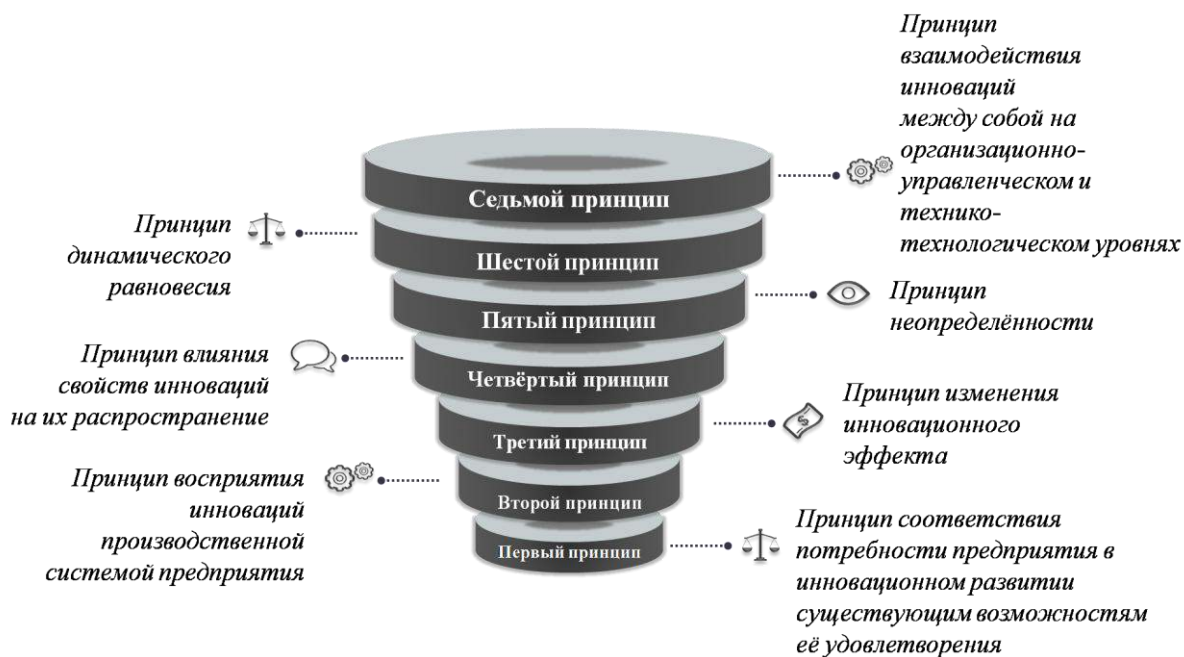 Принцип
взаимодействия
инноваций
между собой на
организационно-
управленческом и
технико-
технологическом уровнях
Седьмой принцип
Принцип
динамического
равновесия
Шестой принцип
Пятый принцип
Принцип
неопределённости
Принцип влияния
свойств инноваций
на их распространение
Четвёртый принцип
Третий принцип
Принцип изменения
инновационного
эффекта
Принцип восприятия
инноваций
производственной
системой предприятия
Второй принцип
Первый принцип
Принцип соответствия
потребности предприятия в
инновационном развитии
существующим возможностям
её удовлетворения